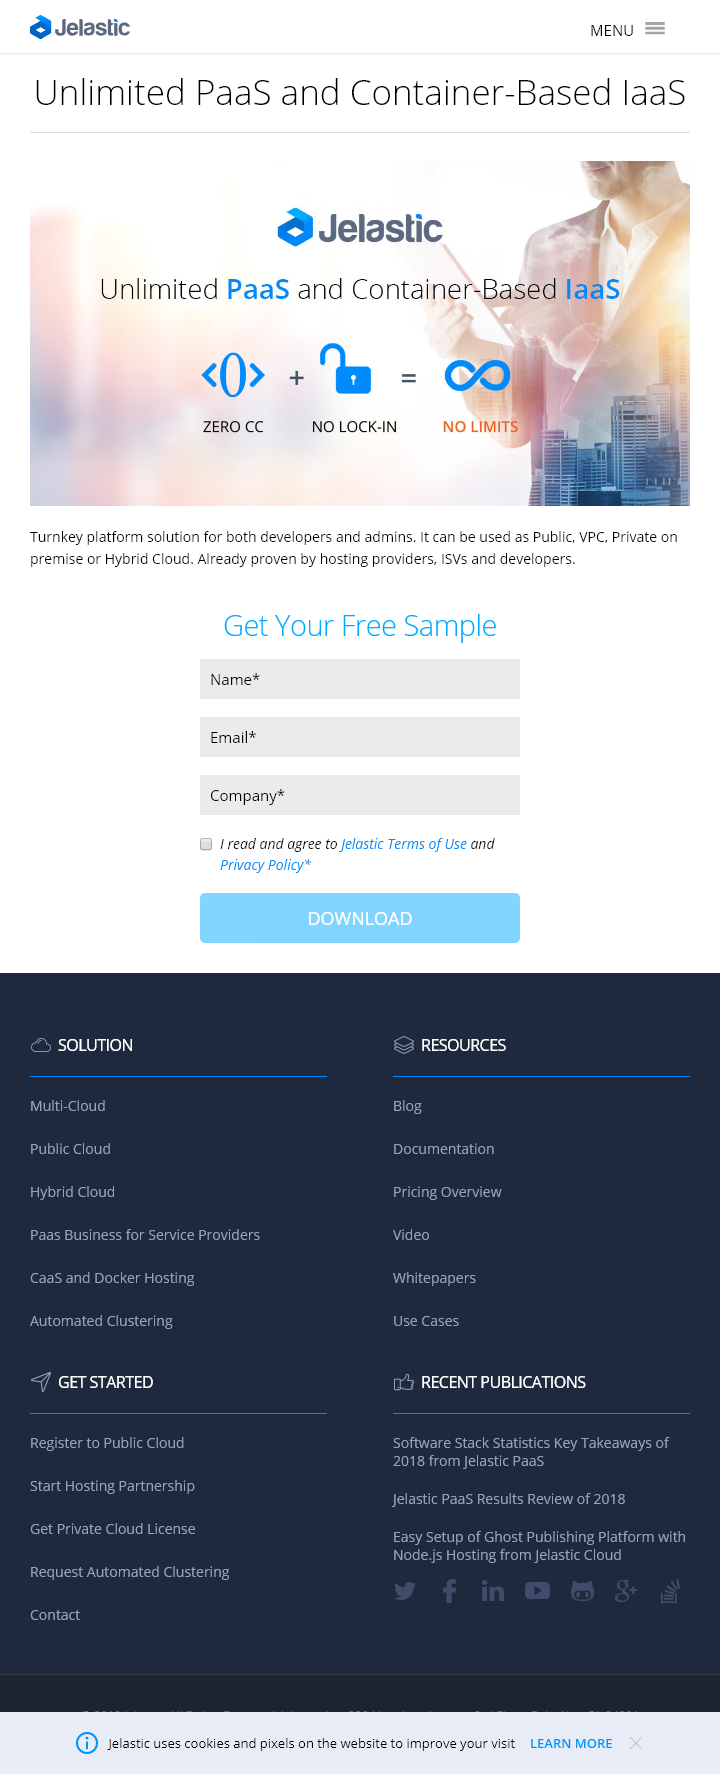 Jelastic
MENU
Unlimited PaaS and Container-Based IaaS
Jelastic
Unlimited PaaS and Container-Based IaaS
+ =
ZERO CC NO LOCK-IN NO LIMITS
Turnkey platform solution for both developers and admins. It can be used as Public, VPC, Private on
premise or Hybrid Cloud. Already proven by hosting providers, ISVs and developers.
Get Your Free Sample
Name*
Email*
Company*
I read and agree to Jelastic Terms of Use and
Privacy Policy*
DOWNLOAD
SOLUTION
Multi-Cloud
Public Cloud
Hybrid Cloud
Paas Business for Service Providers
CaaS and Docker Hosting
Automated Clustering
RESOURCES
Blog
Documentation
Pricing Overview
Video
Whitepapers
Use Cases
GET STARTED
Register to Public Cloud
Start Hosting Partnership
Get Private Cloud License
Request Automated Clustering
Contact
RECENT PUBLICATIONS
Software Stack Statistics Key Takeaways of
2018 from Jelastic PaaS
Jelastic PaaS Results Review of 2018
Easy Setup of Ghost Publishing Platform with
Node.js Hosting from Jelastic Cloud
Jelastic uses cookies and pixels on the website to improve your visit LEARN MORE